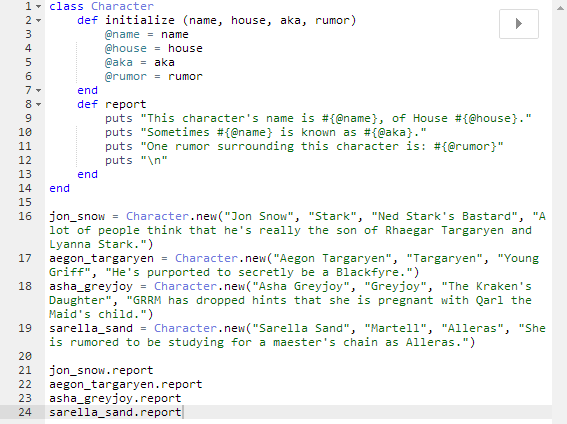 1 class Character
2     def initialize (name, house, aka, rumor)
3         @name = name
4         @house = house
5         @aka = aka
6         @rumor = rumor
7     end
8     def report
9         puts "This character's name is #{@name}, of House #{@house}."
10         puts "Sometimes #{@name} is known as #{@aka}."
11         puts "One rumor surrounding this character is: #{@rumor}"
12         puts "\n"
13     end
14 end
15
16 jon_snow = Character.new("Jon Snow", "Stark", "Ned Stark's Bastard", "A
lot of people think that he's really the son of Rhaegar Targaryen and
Lyanna Stark.")
17 aegon_targaryen = Character.new("Aegon Targaryen", "Targaryen", "Young
Griff", "He's purported to secretly be a Blackfyre.")
18 asha_greyjoy = Character.new("Asha Greyjoy", "Greyjoy", "The Kraken's
Daughter", "GRRM has dropped hints that she is pregnant with Qarl the
Maid's child.")
19 sarella_sand = Character.new("Sarella Sand", "Martell", "Alleras", "She
is rumored to be studying for a maester's chain as Alleras.")
20
21 jon_snow.report
22 aegon_targaryen.report
23 asha_greyjoy.report
24 sarella_sand.report